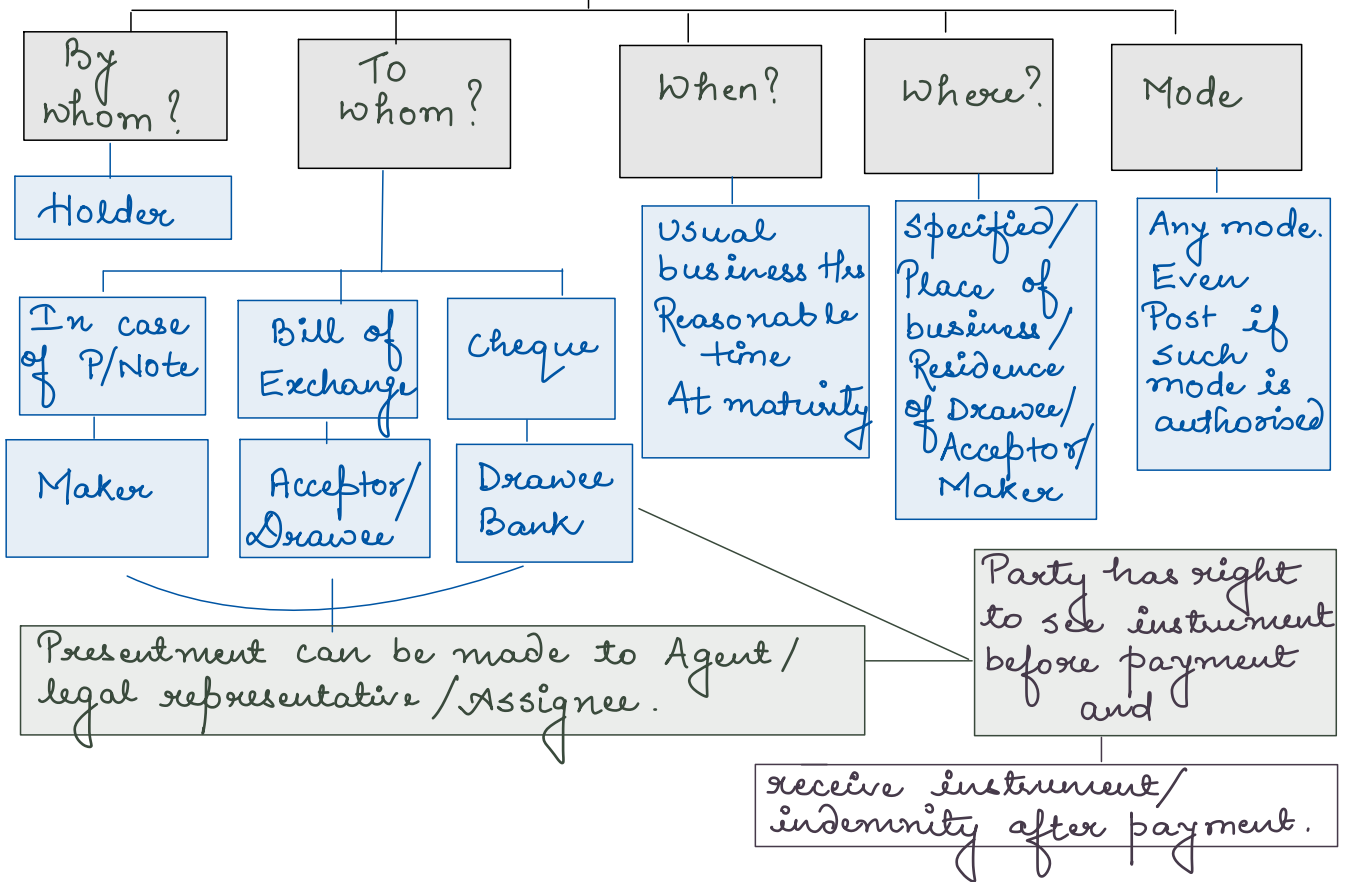 By
whom?
To
whom?
When?
Where?
Mode
Holder
In case
of P/Note
Bill of
Exchange
Cheque
Maker
Acceptor/
Drawee
Drawee
Bank
Usual
business Hrs
Reasonable
time
At maturity
Specified/
Place of
business/
Residence
of Drawee/
Acceptor/
Maker
Any mode.
Even
Post if
such
mode is
authorised
Presentment can be made to Agent/
legal representative/Assignee.
Party has right
to see instrument
before payment
and
receive instrument/
indemnity after payment.